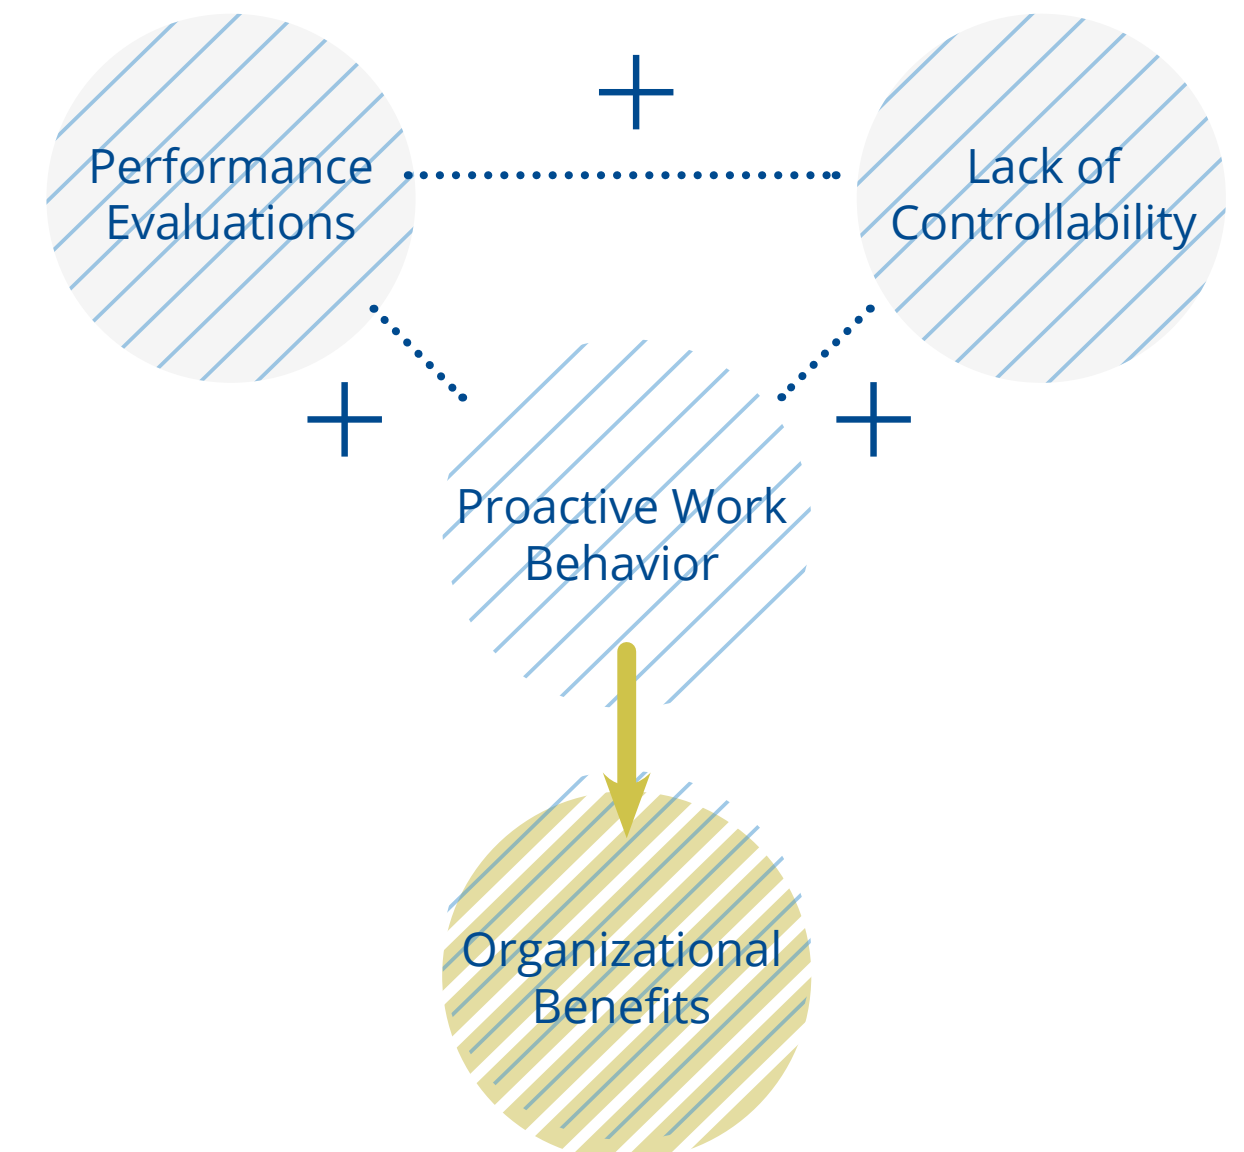 Performance
Evaluations
Lack of
Controllability
Proactive Work
Behavior
Organizational
Benefits